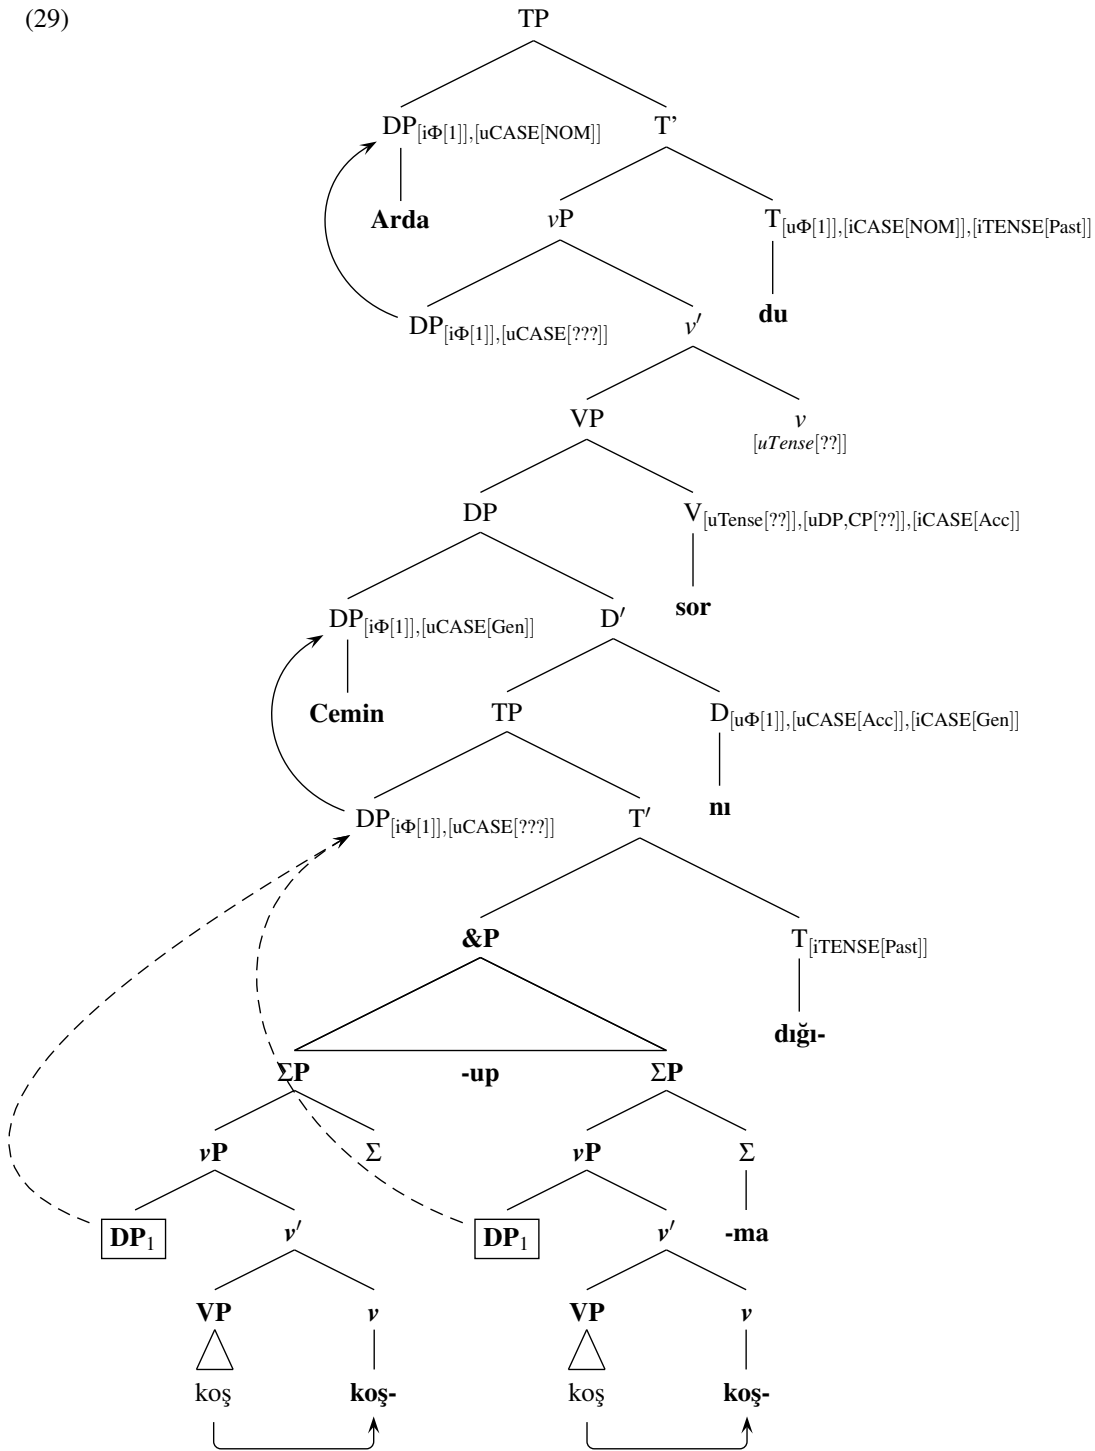 (29)
TP
DP[iΦ[1]],[uCASE[NOM]] T’
Arda vP T[uΦ[1]],[iCASE[NOM]],[iTENSE[Past]]
DP[iΦ[1]],[uCASE[???]] v′ du
VP v
[uTense[??]]
DP V[uTense[??]],[uDP,CP[??]],[iCASE[Acc]]
DP[iΦ[1]],[uCASE[Gen]] D′ sor
Cemin TP D[uΦ[1]],[uCASE[Acc]],[iCASE[Gen]]
DP[iΦ[1]],[uCASE[???]] T′ nı
&P T[iTENSE[Past]]
dığı-
ΣP -up ΣP
vP Σ vP Σ
DP1 v′ DP1 v′ -ma
VP v VP v
koş koş- koş koş-